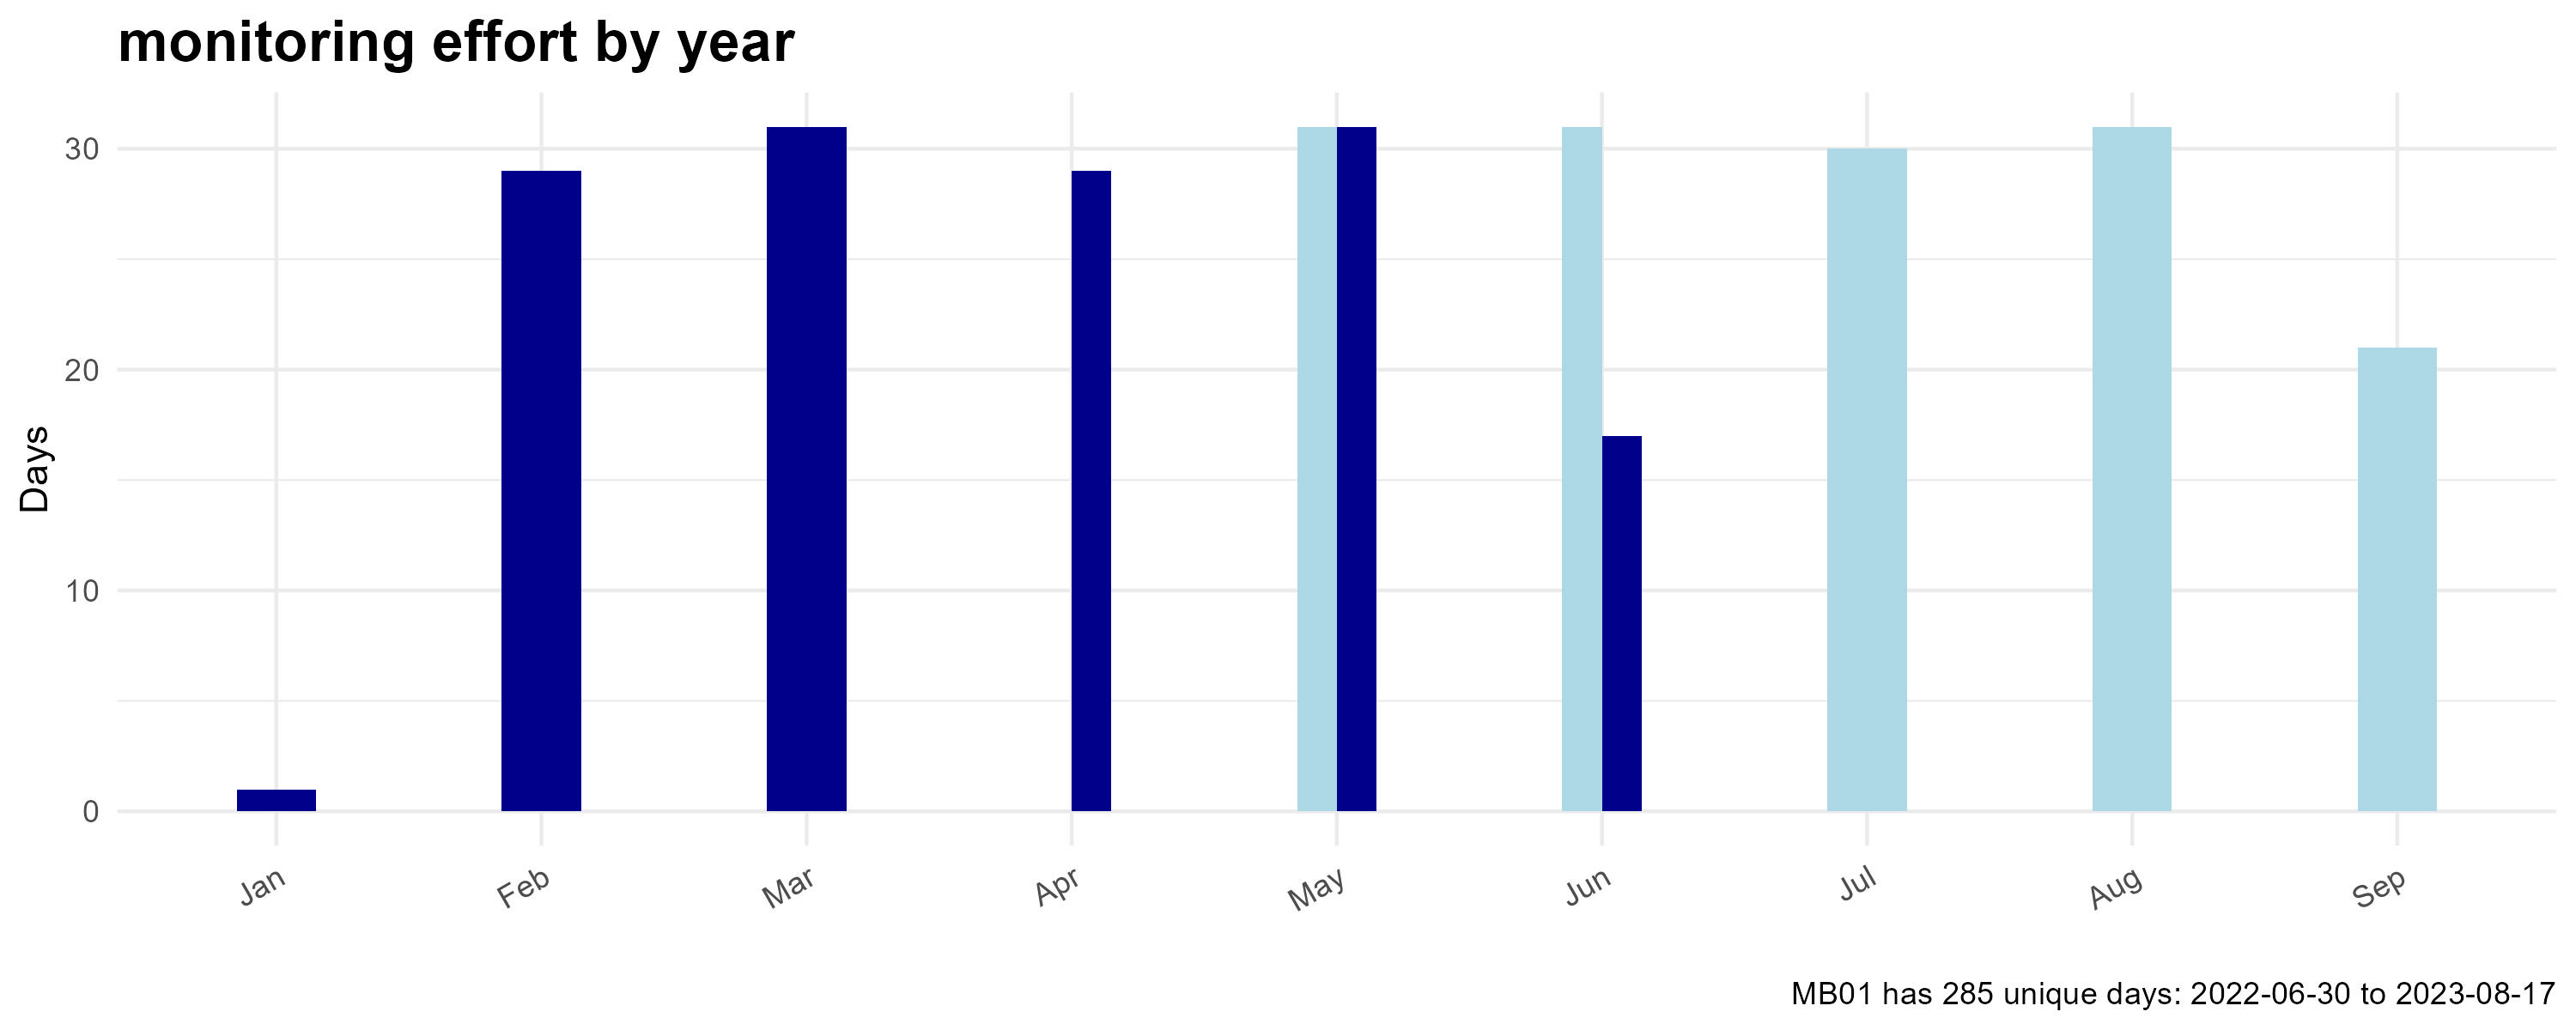 monitoring effort by year
30
20
10
0
Days
Jan
Feb
Mar
Apr
May
Jun
Jul
Aug
Sep
MB01 has 285 unique days: 2022-06-30 to 2023-08-17